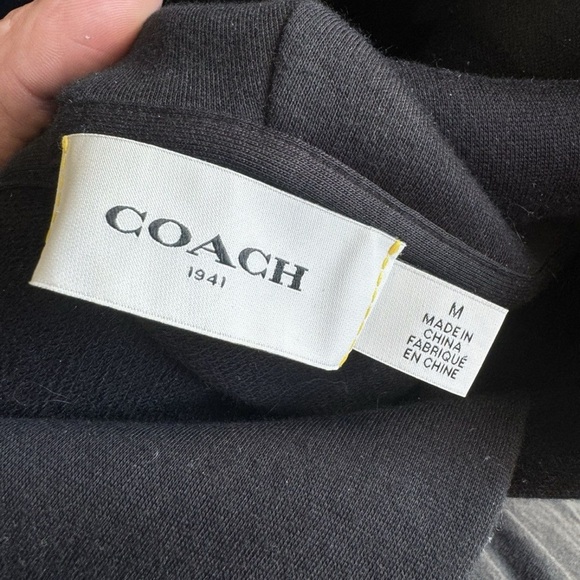 COACH
1941
M
MADE IN
CHINA
FABRIQUÉ
EN CHINE